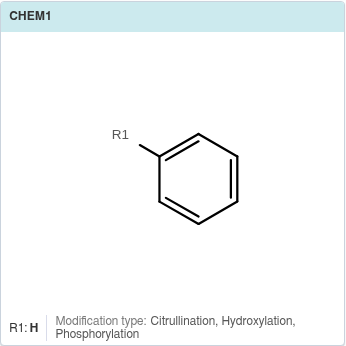 CHEM1
R1
R1: H
Modification type: Citrullination, Hydroxylation,
Phosphorylation